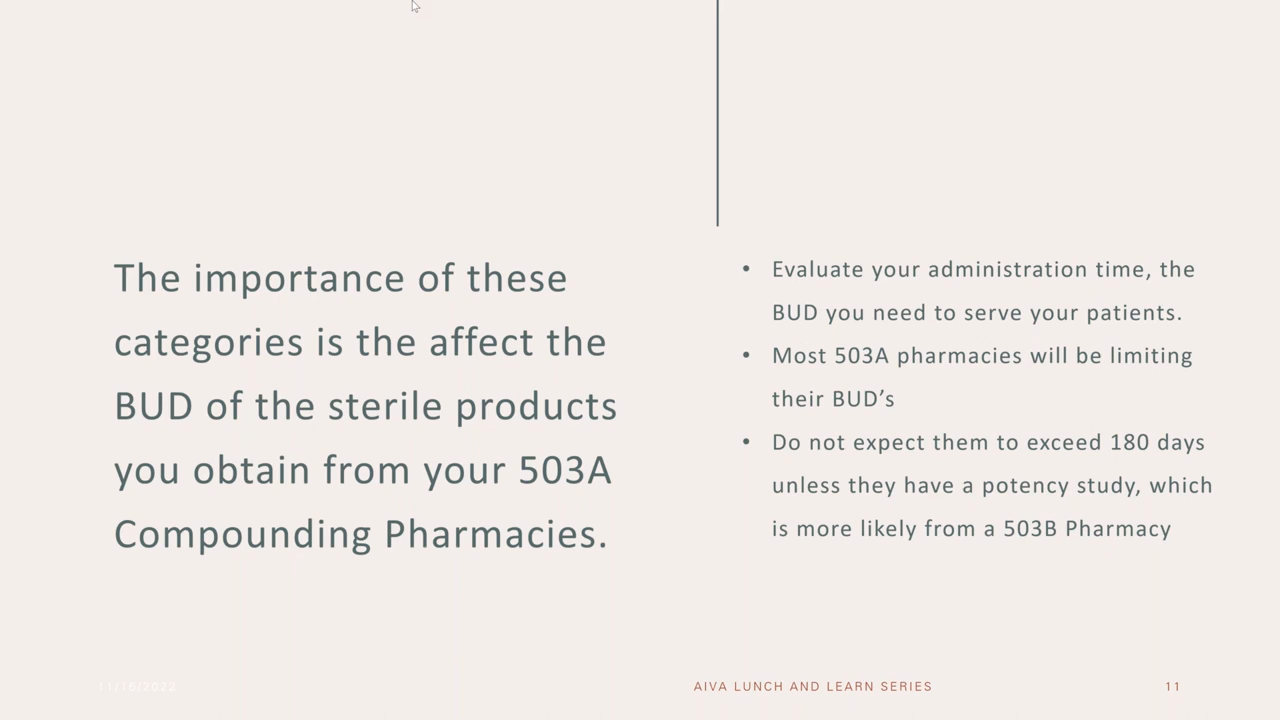 The importance of these
categories is the affect the
BUD of the sterile products
you obtain from your 503A
Compounding Pharmacies.
• Evaluate your administration time, the
BUD you need to serve your patients.
• Most 503A pharmacies will be limiting
their BUD’s
• Do not expect them to exceed 180 days
unless they have a potency study, which
is more likely from a 503B Pharmacy
AIVA LUNCH AND LEARN SERIES
11